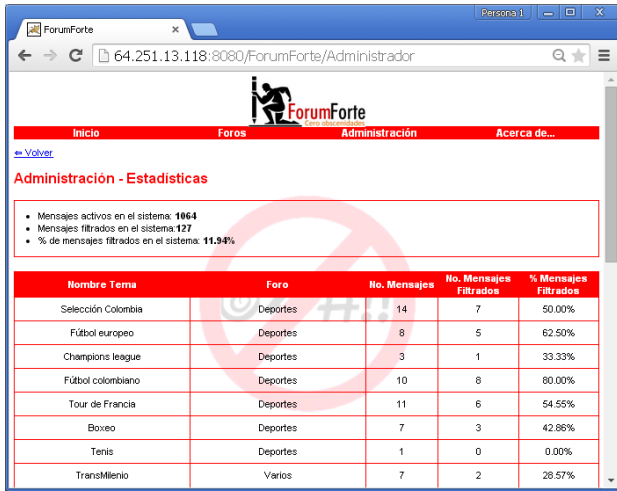 Persona 1
ForumForte
64.251.13.118:8080/ForumForte/Administrador
ForumForte
Cero obscenidades
Inicio Foros Administración Acerca de...
⇐ Volver
Administración - Estadísticas
• Mensajes activos en el sistema: 1064
• Mensajes filtrados en el sistema:127
• % de mensajes filtrados en el sistema: 11.94%
Nombre Tema Foro No. Mensajes No. Mensajes Filtrados % Mensajes Filtrados
Selección Colombia Deportes 14 7 50.00%
Fútbol europeo Deportes 8 5 62.50%
Champions league Deportes 3 1 33.33%
Fútbol colombiano Deportes 10 8 80.00%
Tour de Francia Deportes 11 6 54.55%
Boxeo Deportes 7 3 42.86%
Tenis Deportes 1 0 0.00%
TransMilenio Varios 7 2 28.57%